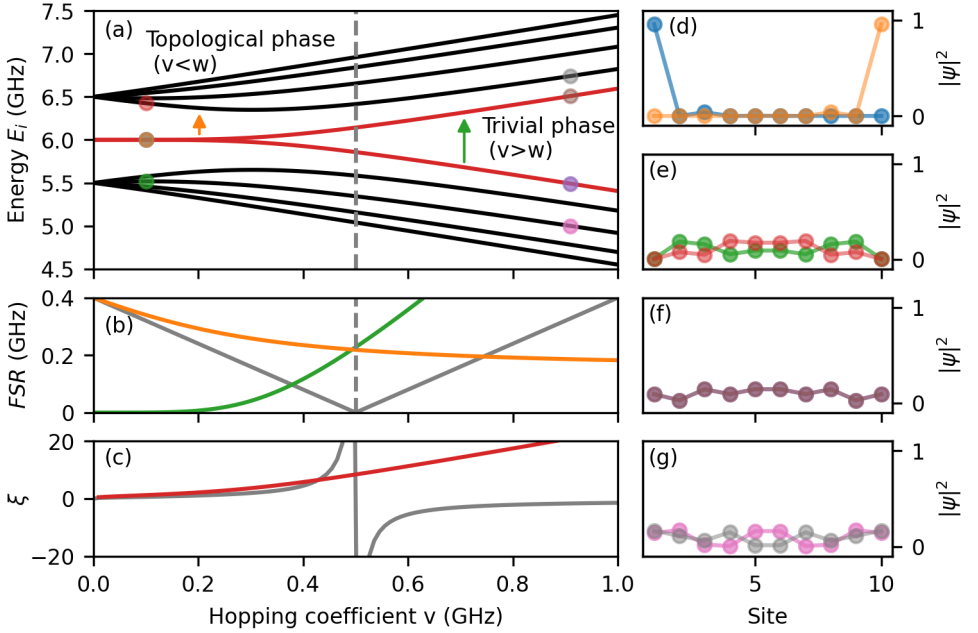 (a)
Topological phase
(v<w)
Trivial phase
(v>w)
Energy E_i (GHz)
7.5
7.0
6.5
6.0
5.5
5.0
4.5
(b)
FSR (GHz)
0.4
0.2
0
(c)
ξ
20
0
−20
0.0 0.2 0.4 0.6 0.8 1.0
Hopping coefficient v (GHz)
(d)
1
0
|ψ|²
(e)
1
0
|ψ|²
(f)
1
0
|ψ|²
(g)
1
0
|ψ|²
5 10
Site